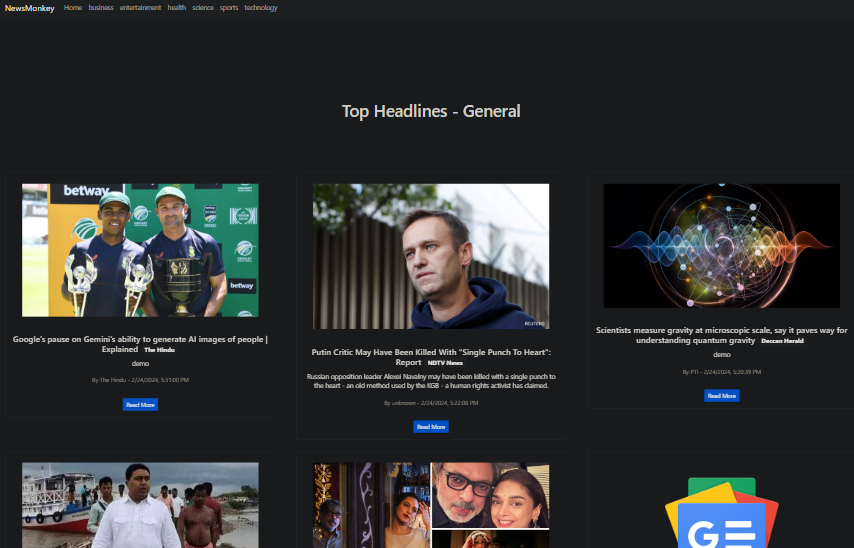 NewsMonkey Home business entertainment health science sports technology
Top Headlines - General
betway
betway
Google's pause on Gemini's ability to generate AI images of people |
Explained The Hindu
demo
By The Hindu - 2/24/2024, 5:31:00 PM
Read More
REUTERS
Putin Critic May Have Been Killed With "Single Punch To Heart":
Report NDTV News
Russian opposition leader Alexei Navalny may have been killed with a single punch to
the heart - an old method used by the KGB - a human rights activist has claimed.
By unknown - 2/24/2024, 5:22:08 PM
Read More
Scientists measure gravity at microscopic scale, say it paves way for
understanding quantum gravity Deccan Herald
demo
By PTI - 2/24/2024, 5:20:39 PM
Read More
G